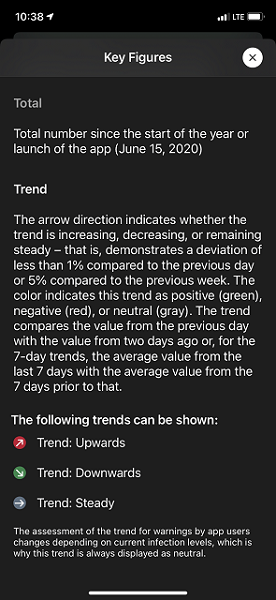 10:38
LTE
Key Figures
Total
Total number since the start of the year or
launch of the app (June 15, 2020)
Trend
The arrow direction indicates whether the
trend is increasing, decreasing, or remaining
steady – that is, demonstrates a deviation of
less than 1% compared to the previous day
or 5% compared to the previous week. The
color indicates this trend as positive (green),
negative (red), or neutral (gray). The trend
compares the value from the previous day
with the value from two days ago or, for the
7-day trends, the average value from the
last 7 days with the average value from the
7 days prior to that.
The following trends can be shown:
Trend: Upwards
Trend: Downwards
Trend: Steady
The assessment of the trend for warnings by app users
changes depending on current infection levels, which is
why this trend is always displayed as neutral.